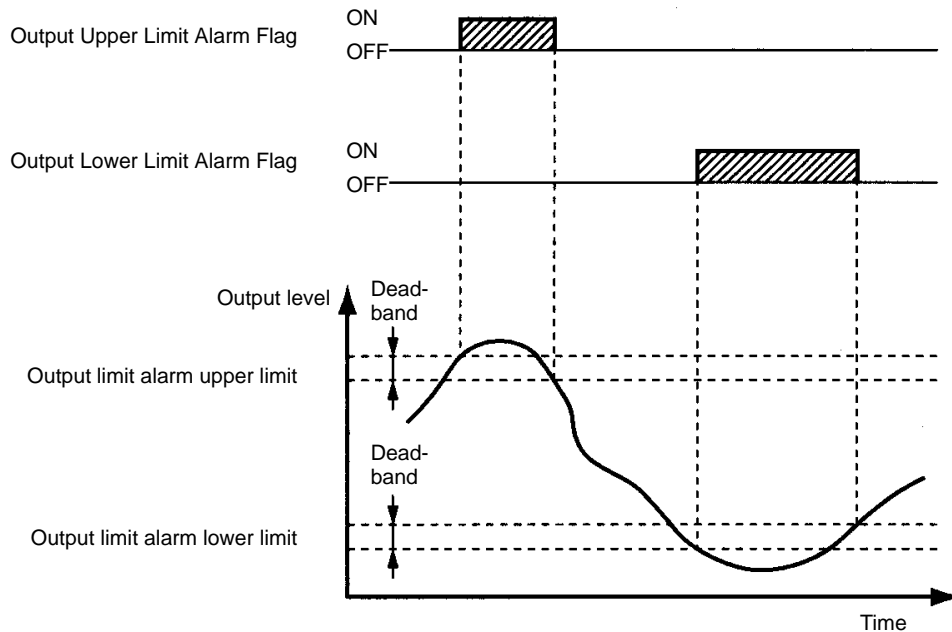 Output Upper Limit Alarm Flag
ON
OFF
Output Lower Limit Alarm Flag
ON
OFF
Output level
Dead-
band
Output limit alarm upper limit
Dead-
band
Output limit alarm lower limit
Time